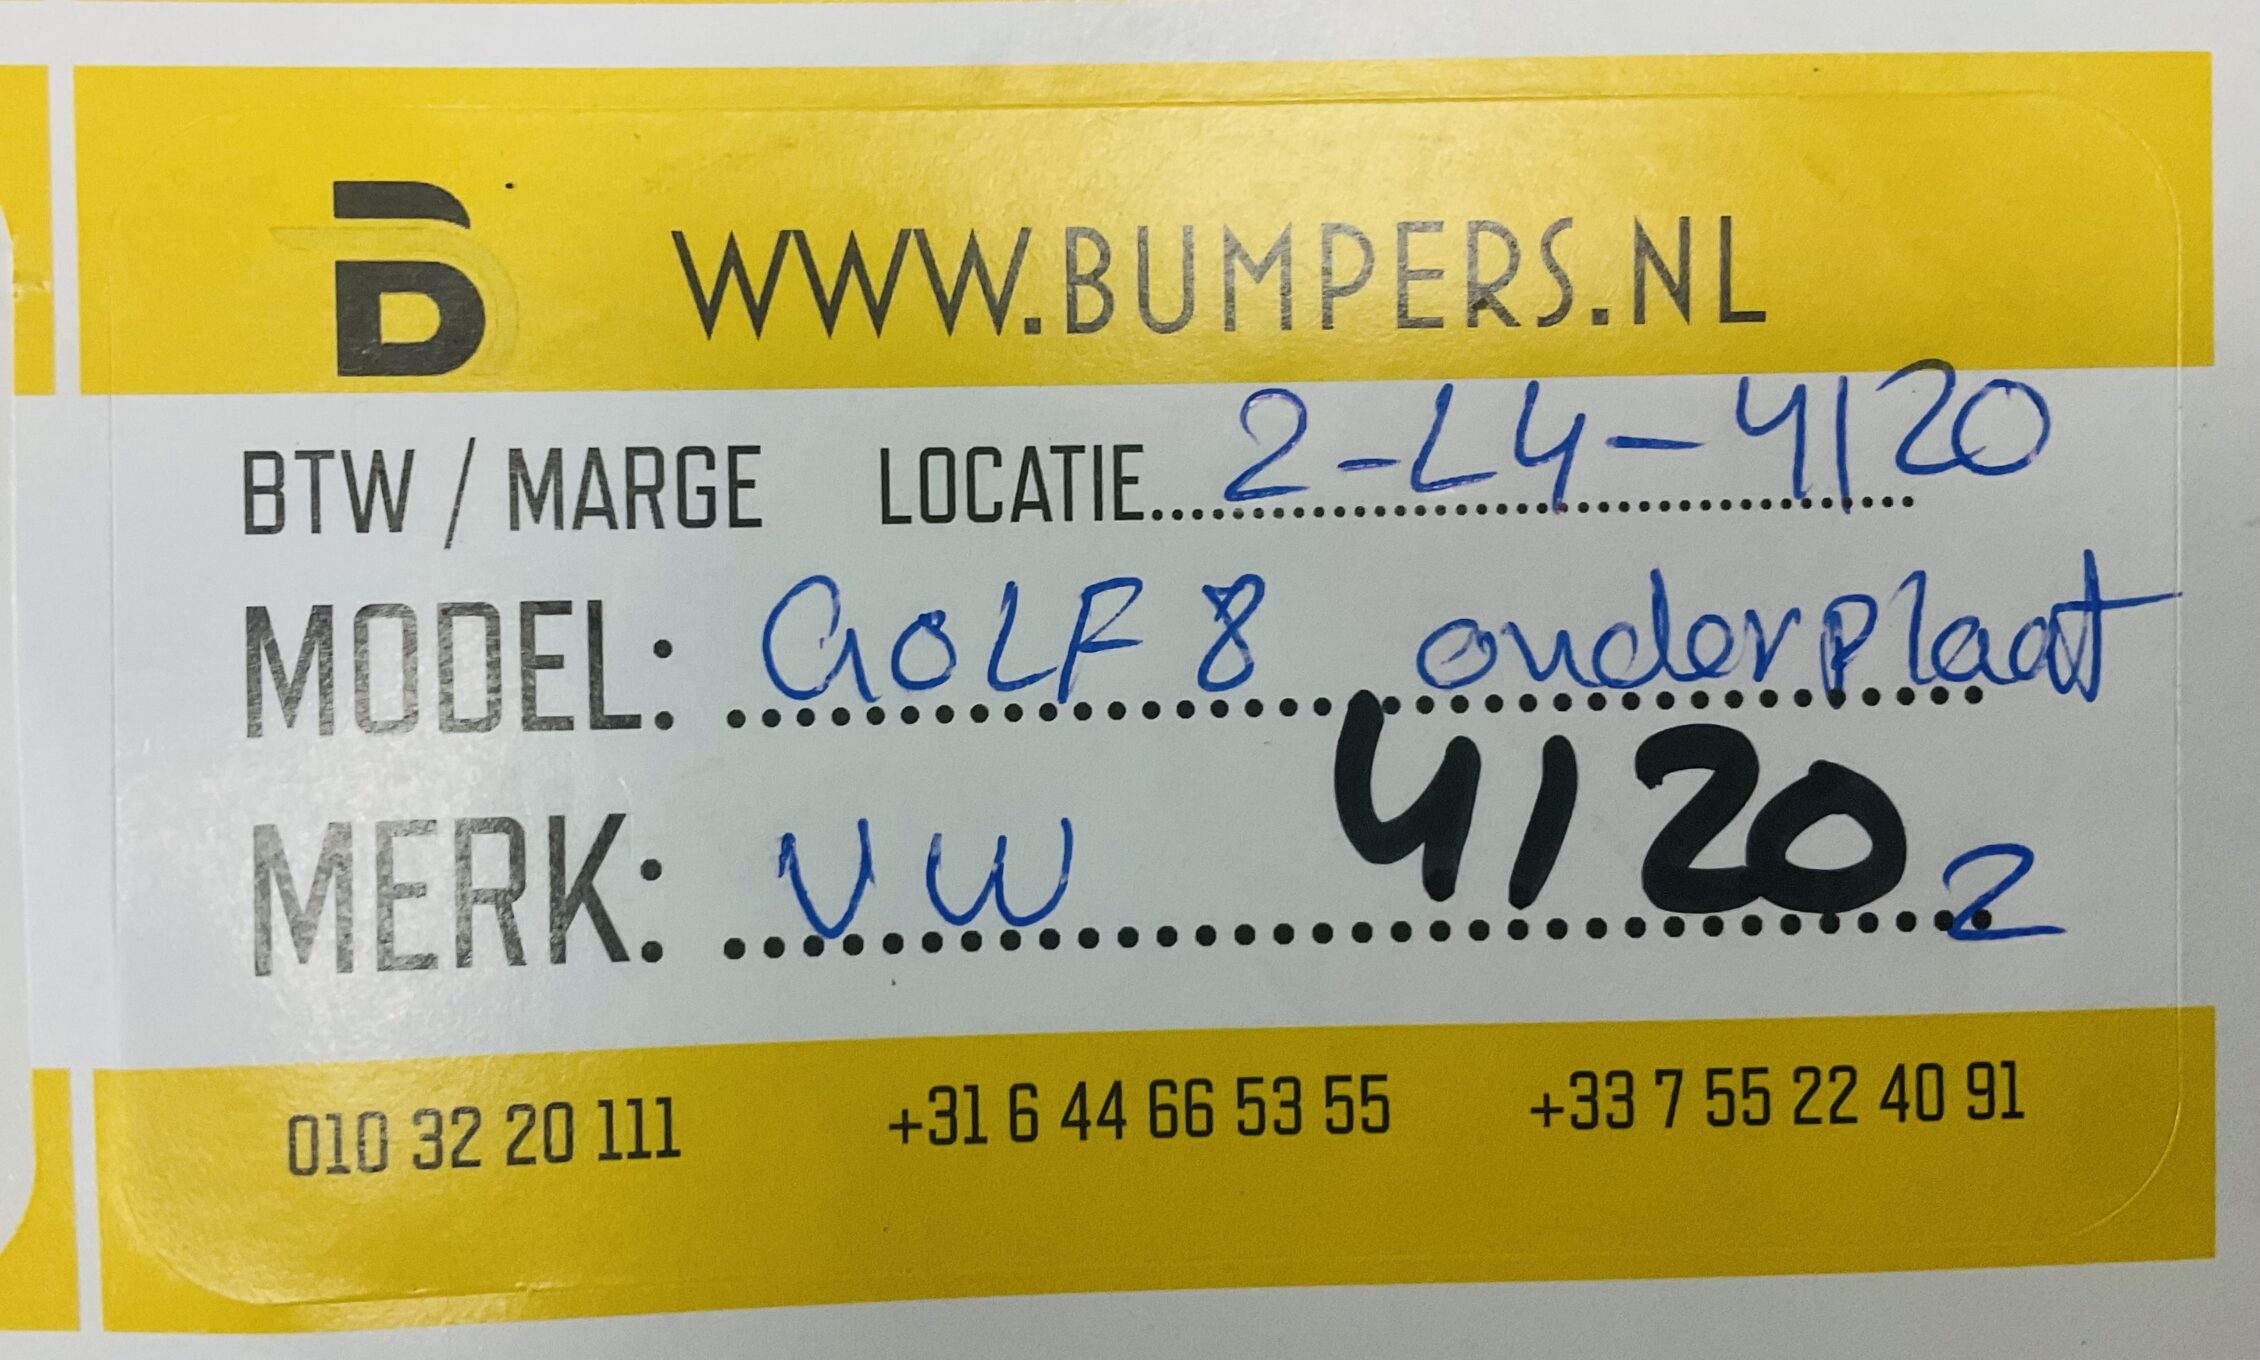 WWW.BUMPERS.NL
BTW / MARGE LOCATIE 2-L4-4120
MODEL: GOLF 8 onderplaat
4120
MERK: VW 2
010 32 20 111 +31 6 44 66 53 55 +33 7 55 22 40 91